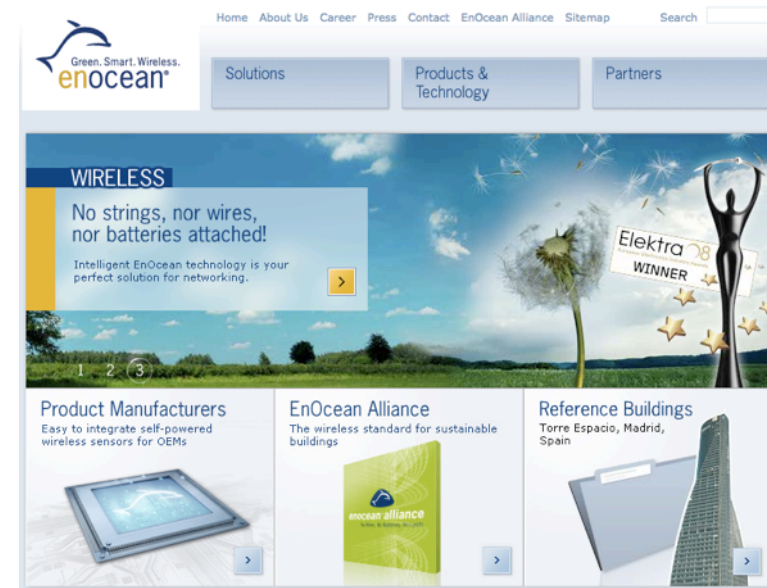 Home About Us Career Press Contact EnOcean Alliance Sitemap Search
Green. Smart. Wireless.
enocean®
Solutions
Products &
Technology
Partners
WIRELESS
No strings, nor wires,
nor batteries attached!
Intelligent EnOcean technology is your
perfect solution for networking.
Elektra 08
WINNER
1 2 3
Product Manufacturers
Easy to integrate self-powered
wireless sensors for OEMs
EnOcean Alliance
The wireless standard for sustainable
buildings
enocean alliance
Reference Buildings
Torre Espacio, Madrid,
Spain